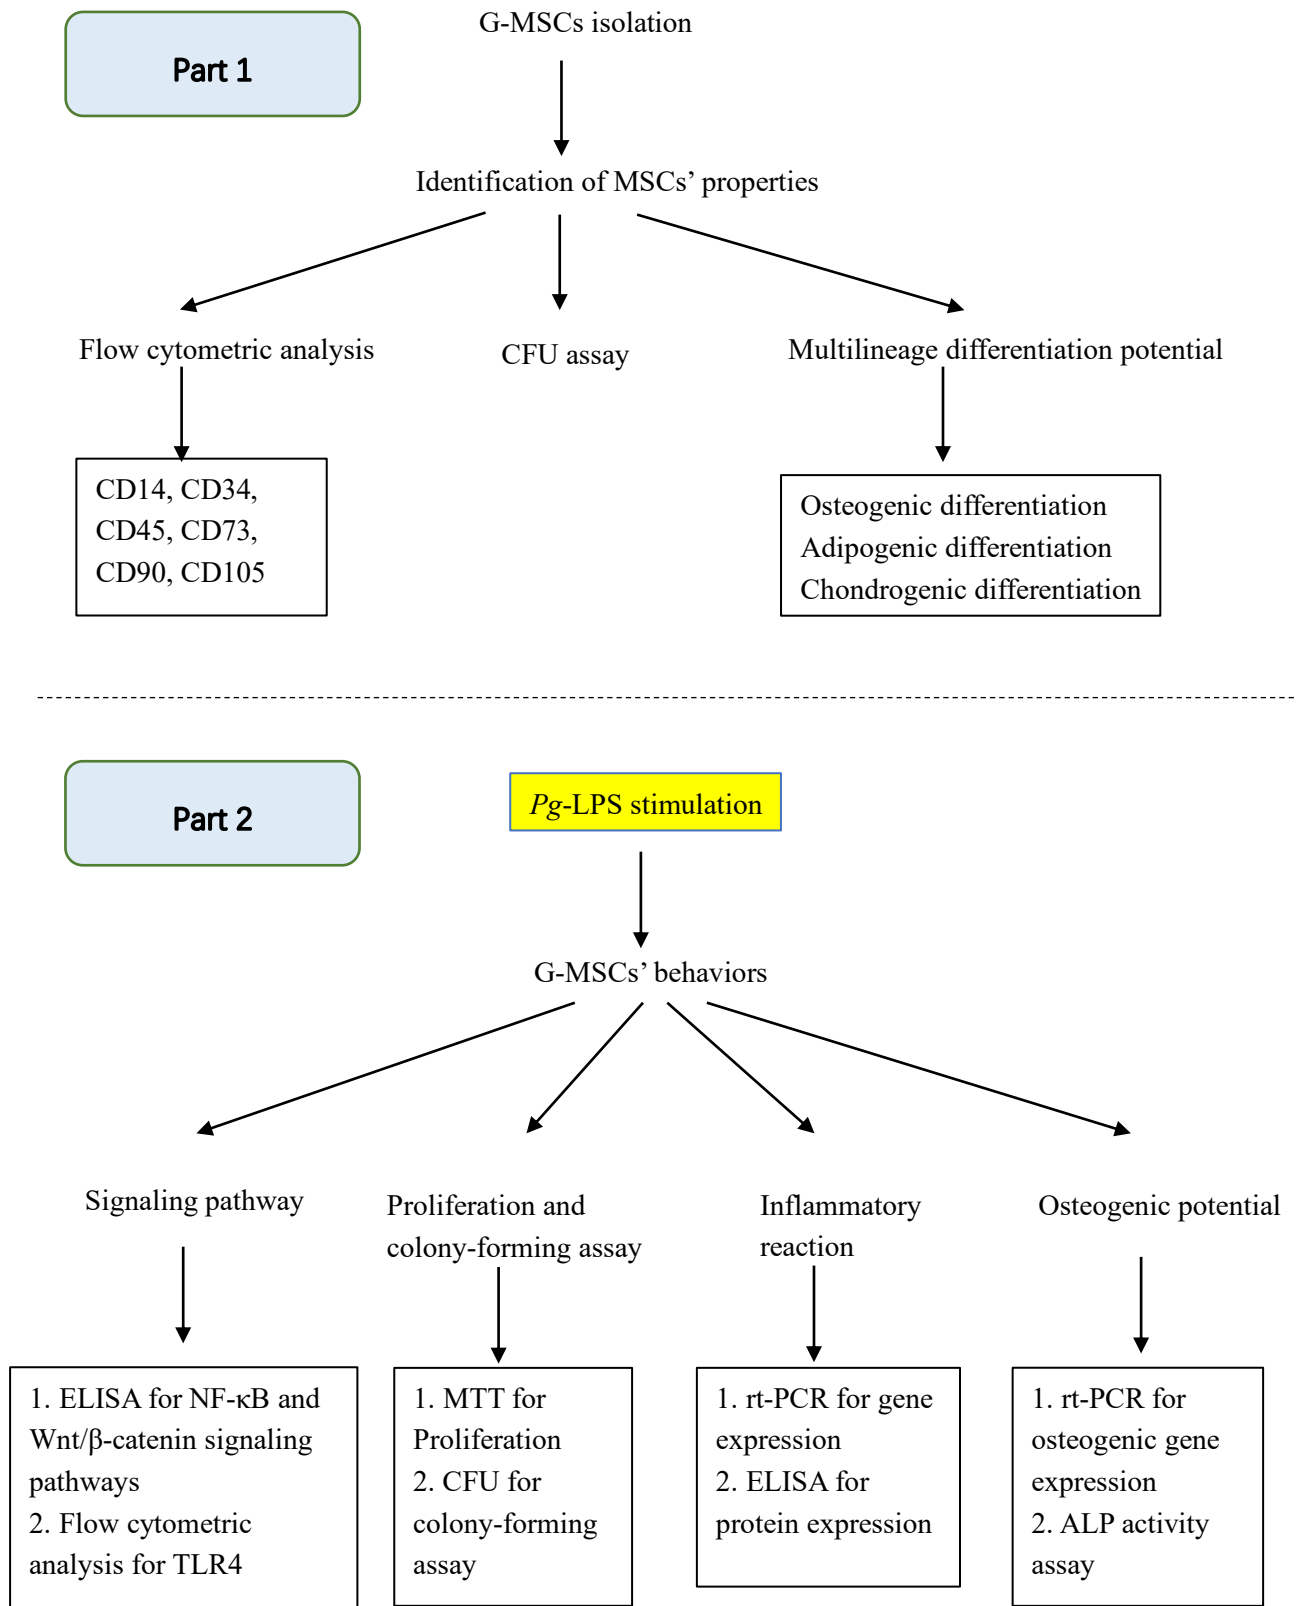 Part 1
G-MSCs isolation
Identification of MSCs’ properties
Flow cytometric analysis
CFU assay
Multilineage differentiation potential
CD14, CD34,
CD45, CD73,
CD90, CD105
Osteogenic differentiation
Adipogenic differentiation
Chondrogenic differentiation
Part 2
Pg-LPS stimulation
G-MSCs’ behaviors
Signaling pathway
Proliferation and
colony-forming assay
Inflammatory
reaction
Osteogenic potential
1. ELISA for NF-κB and
Wnt/β-catenin signaling
pathways
2. Flow cytometric
analysis for TLR4
1. MTT for
Proliferation
2. CFU for
colony-forming
assay
1. rt-PCR for gene
expression
2. ELISA for
protein expression
1. rt-PCR for
osteogenic gene
expression
2. ALP activity
assay